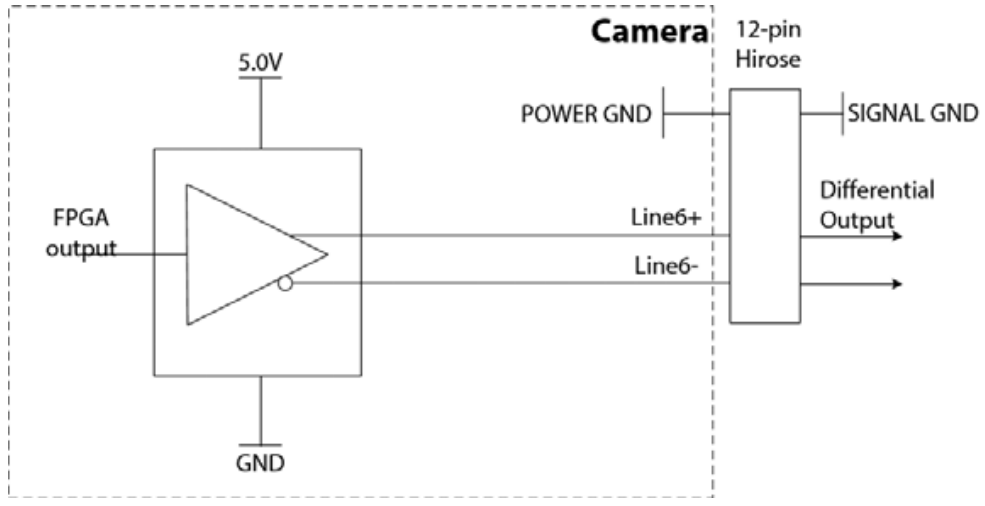 Camera
12-pin
Hirose
5.0V
POWER GND
SIGNAL GND
FPGA
output
Line6+
Differential
Output
Line6-
GND